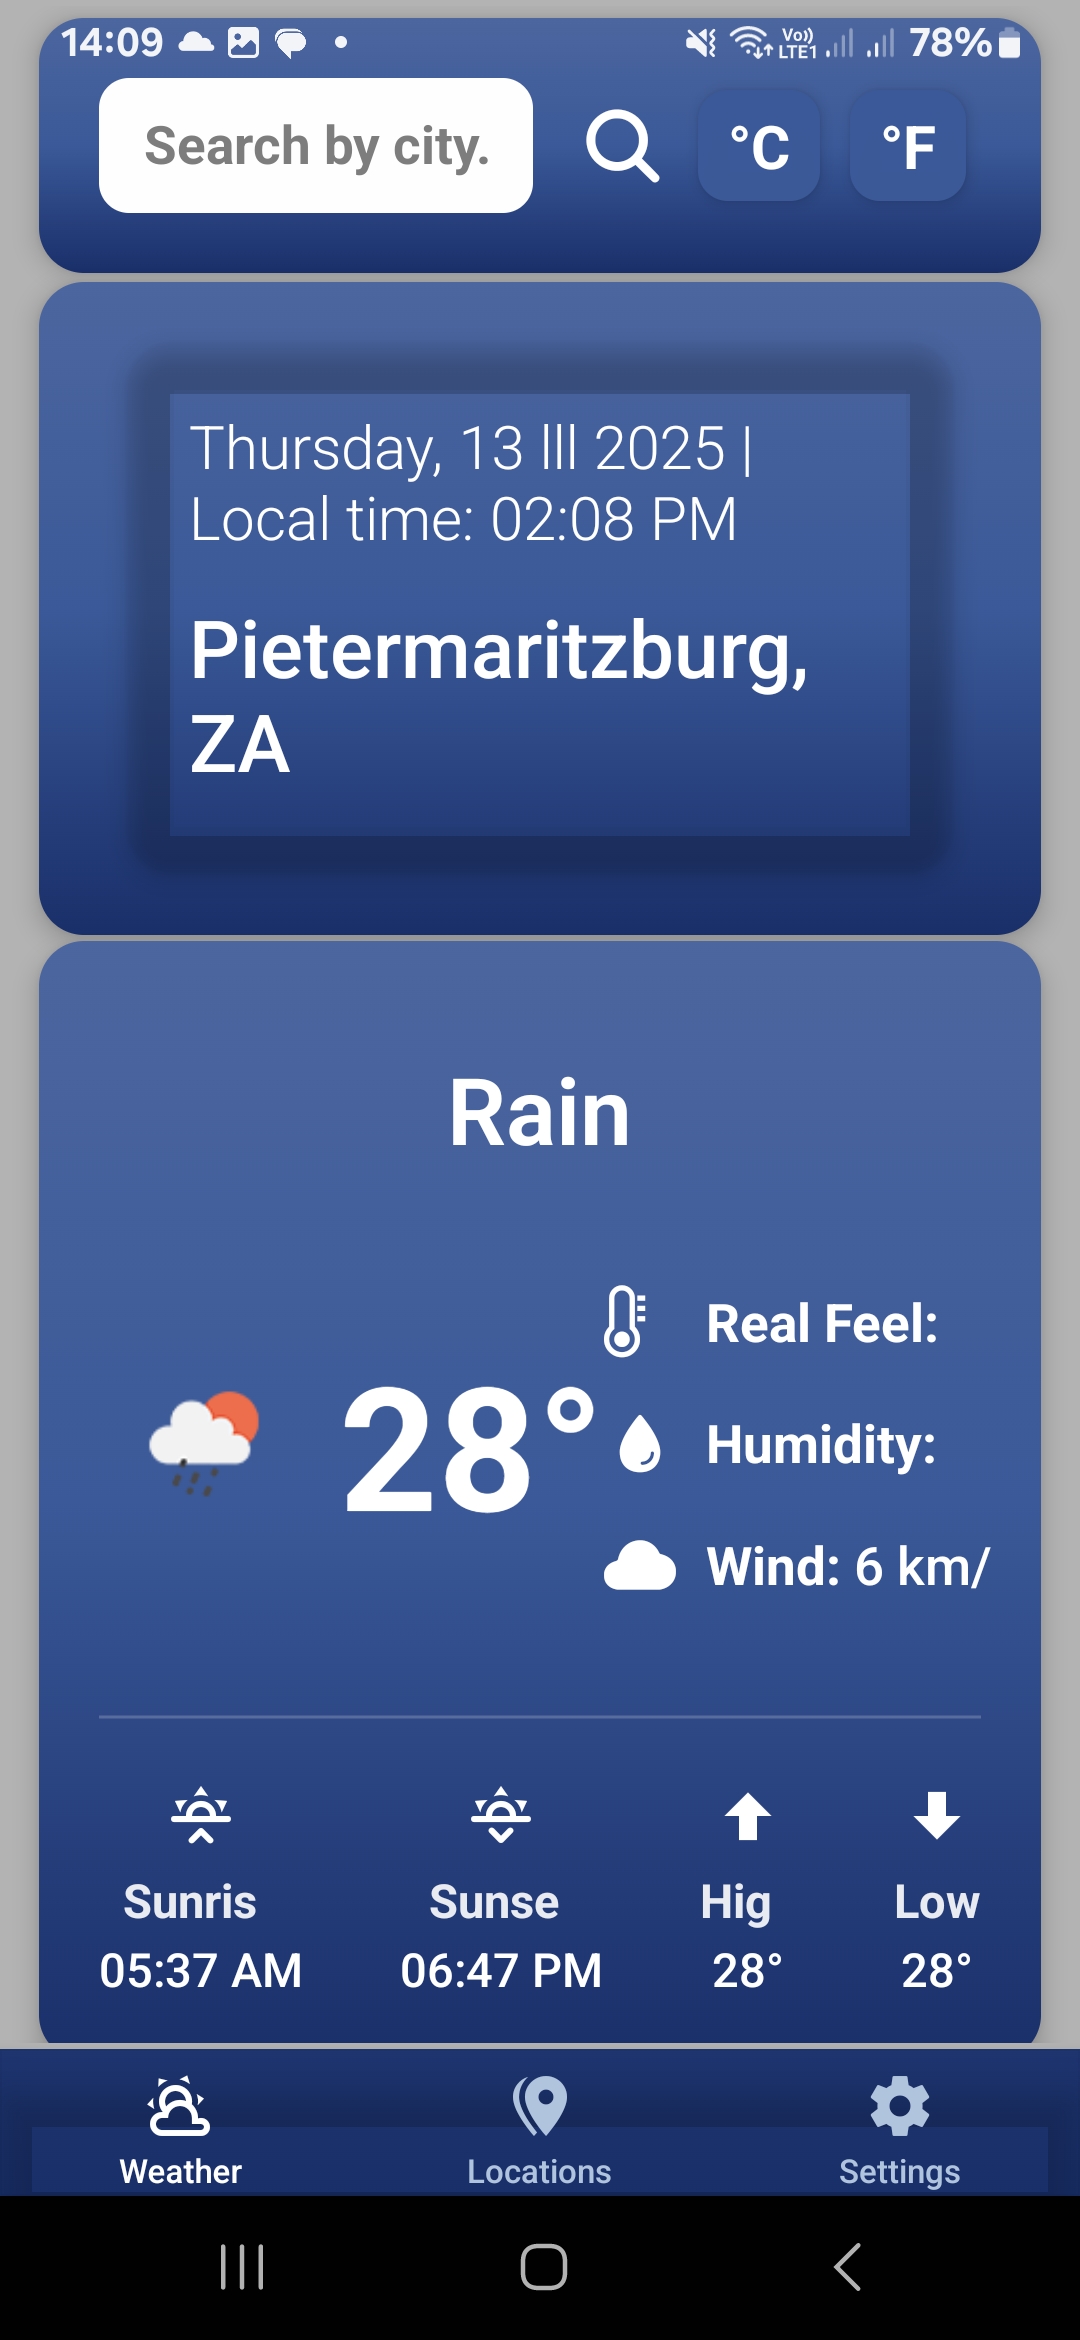 14:09
Vo))
LTE1
78%
Search by city.
°C
°F
Thursday, 13 lll 2025 |
Local time: 02:08 PM
Pietermaritzburg,
ZA
Rain
28°
Real Feel:
Humidity:
Wind: 6 km/
Sunris
Sunse
Hig
Low
05:37 AM
06:47 PM
28°
28°
Weather
Locations
Settings